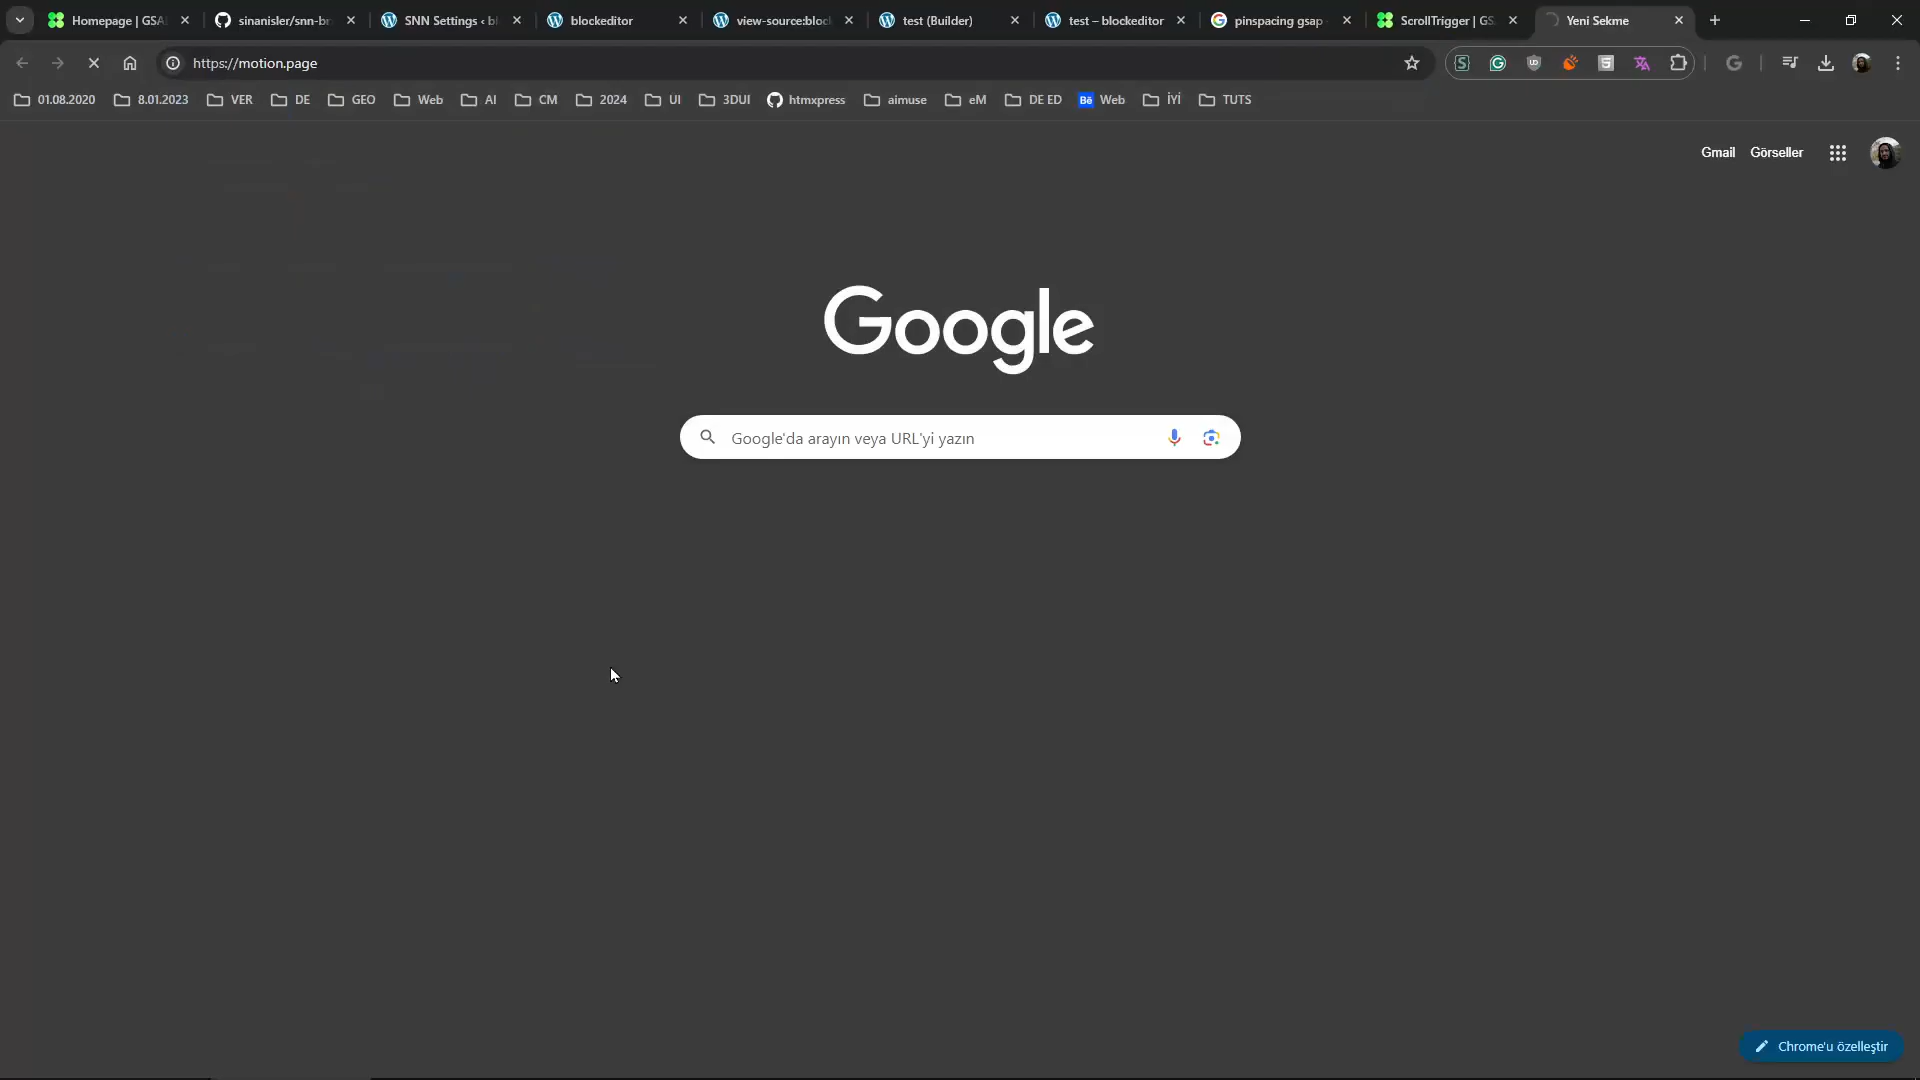 Homepage | GSA
sinanisler/snn-br
SNN Settings ‹ bl
blockeditor
view-source:block
test (Builder)
test – blockeditor
pinspacing gsap
ScrollTrigger | GS
Yeni Sekme
https://motion.page
01.08.2020
8.01.2023
VER
DE
GEO
Web
AI
CM
2024
UI
3DUI
htmxpress
aimuse
eM
DE ED
Bē Web
İYİ
TUTS
Gmail
Görseller
Google
Google'da arayın veya URL'yi yazın
Chrome'u özelleştir